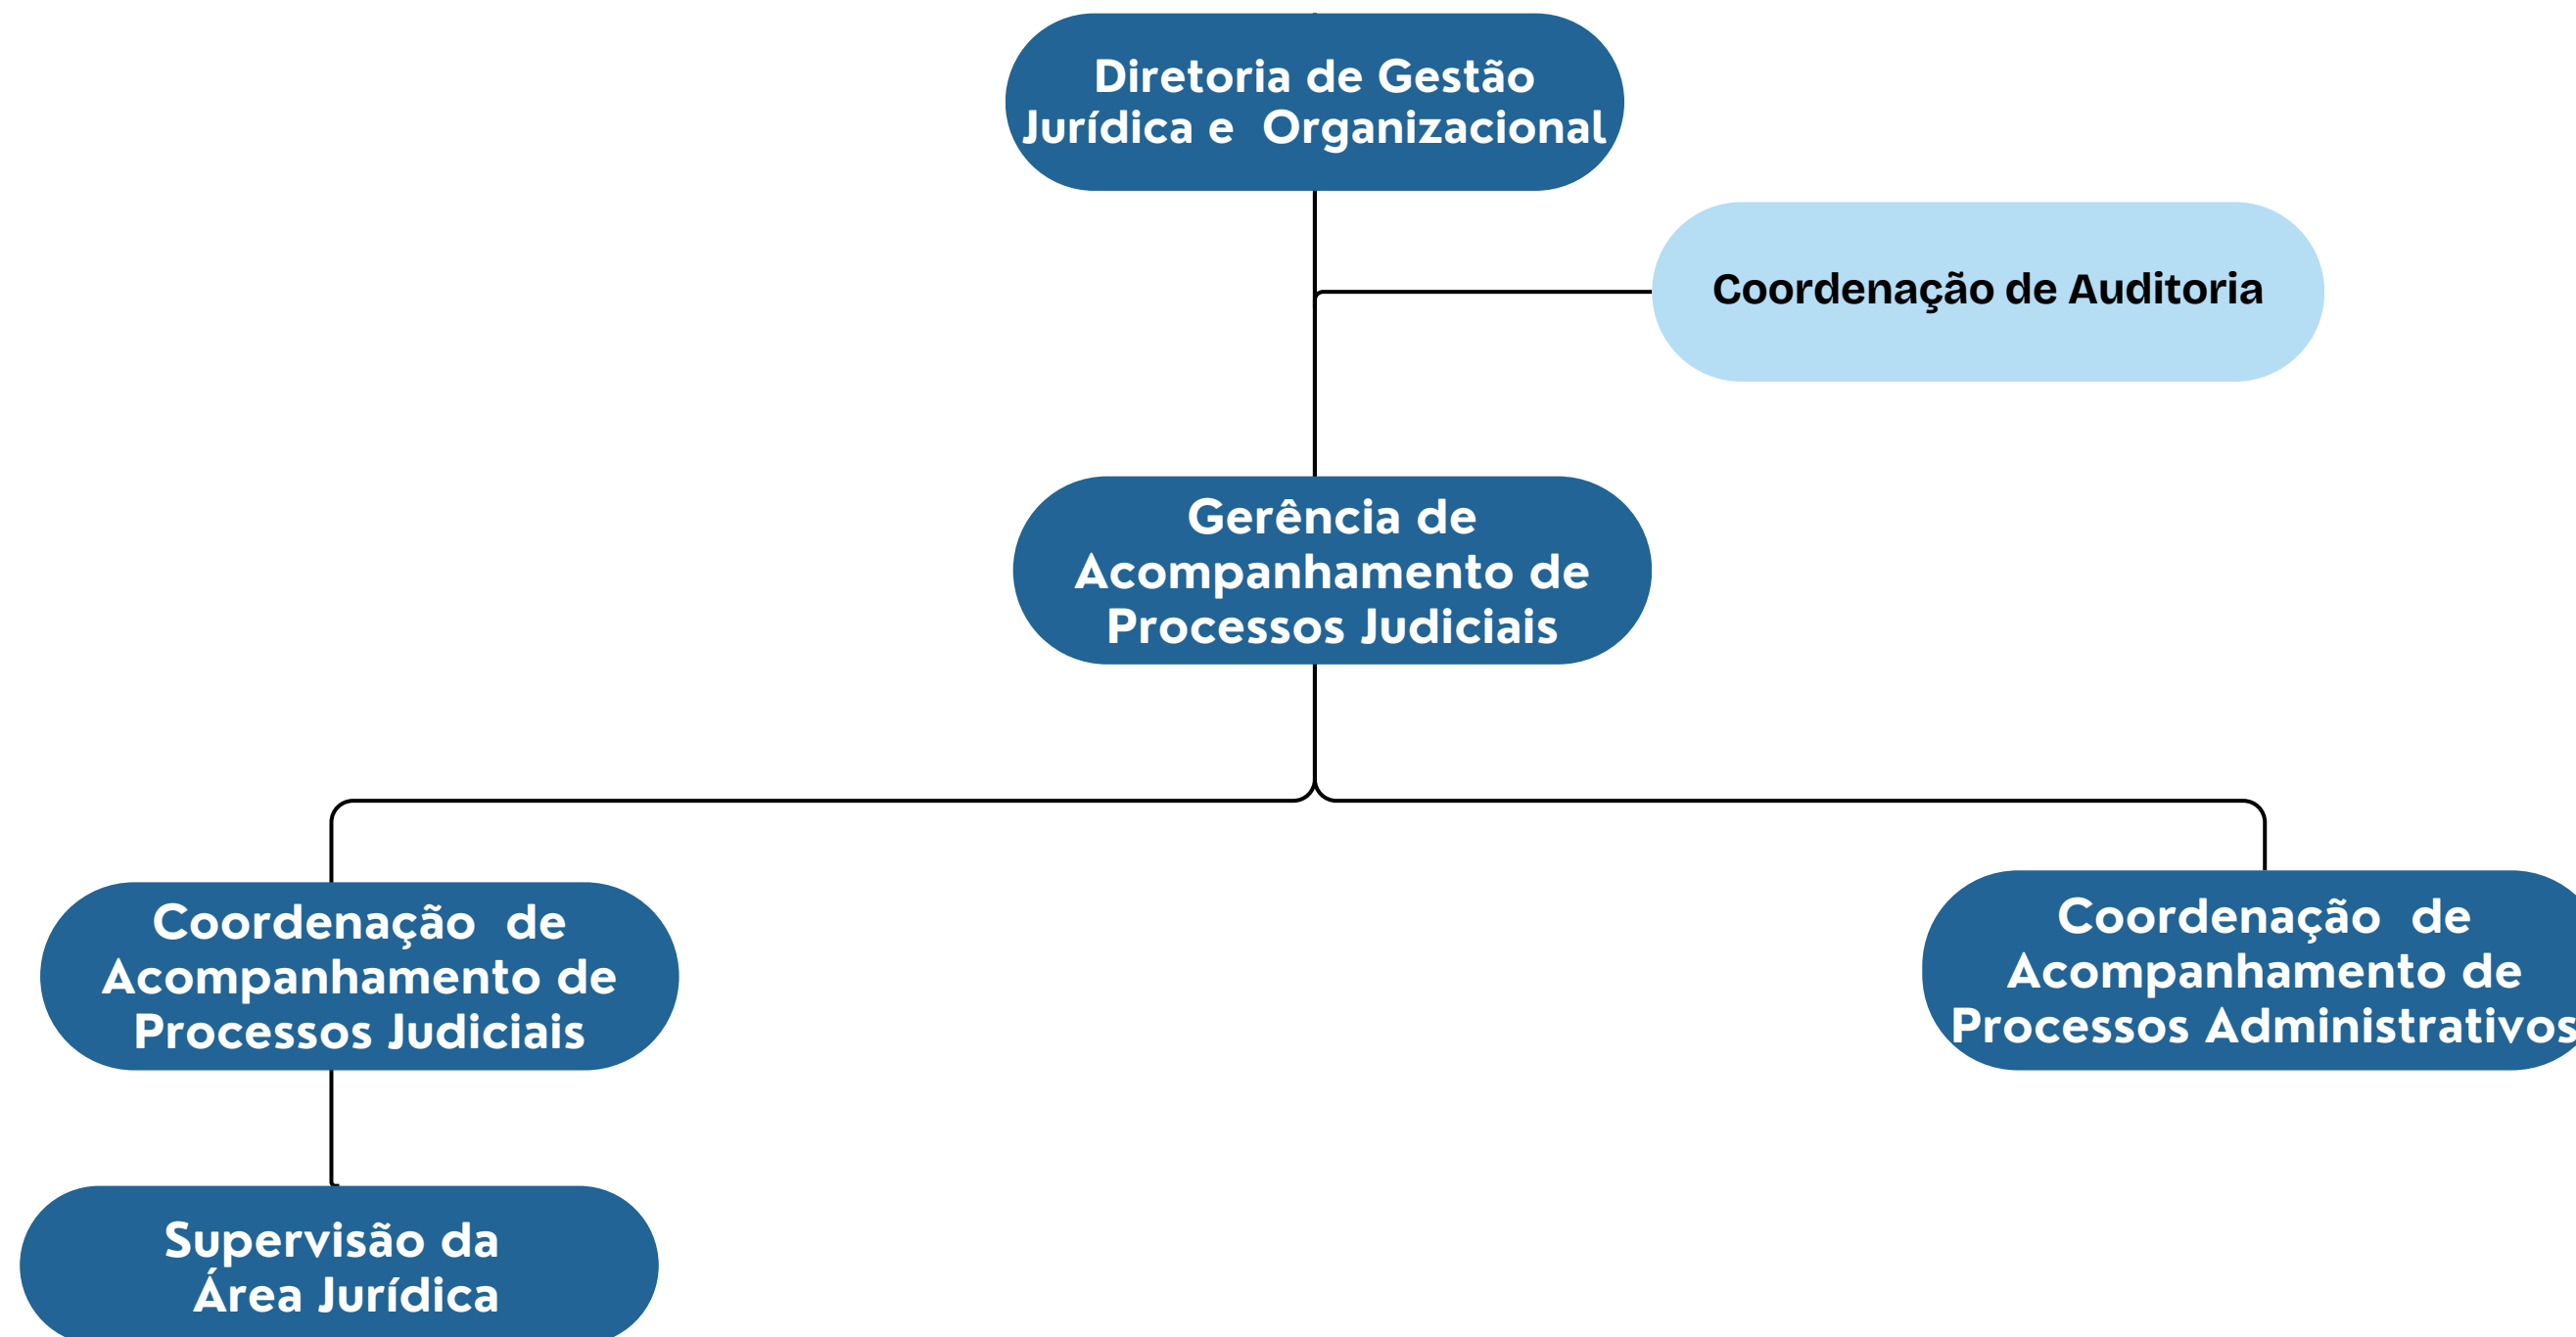 Diretoria de Gestão
Jurídica e  Organizacional
Coordenação de Auditoria
Gerência de
Acompanhamento de
Processos Judiciais
Coordenação  de
Acompanhamento de
Processos Judiciais
Coordenação  de
Acompanhamento de
Processos Administrativos
Supervisão da
Área Jurídica